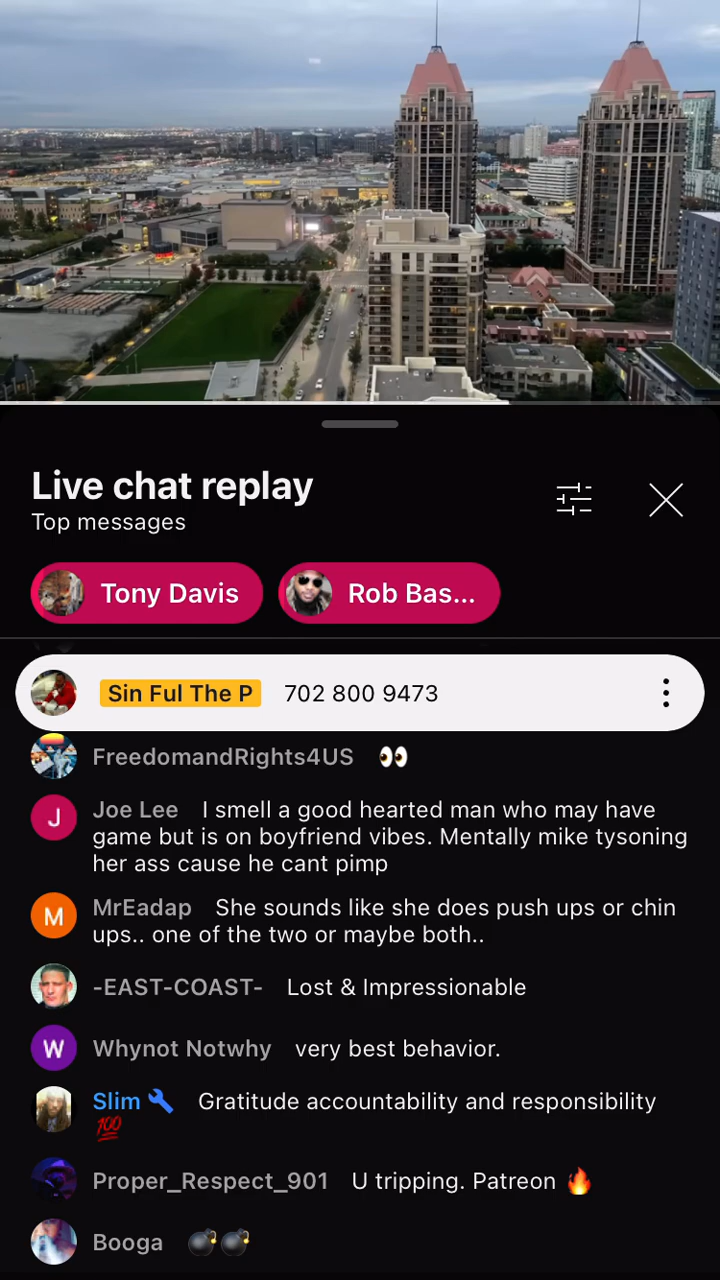 Live chat replay
Top messages
Tony Davis
Rob Bas...
Sin Ful The P 702 800 9473
FreedomandRights4US 👀
J Joe Lee I smell a good hearted man who may have
game but is on boyfriend vibes. Mentally mike tysoning
her ass cause he cant pimp
M MrEadap She sounds like she does push ups or chin
ups.. one of the two or maybe both..
-EAST-COAST- Lost & Impressionable
W Whynot Notwhy very best behavior.
Slim 🔧 Gratitude accountability and responsibility
💯
Proper_Respect_901 U tripping. Patreon 🔥
Booga 💣💣